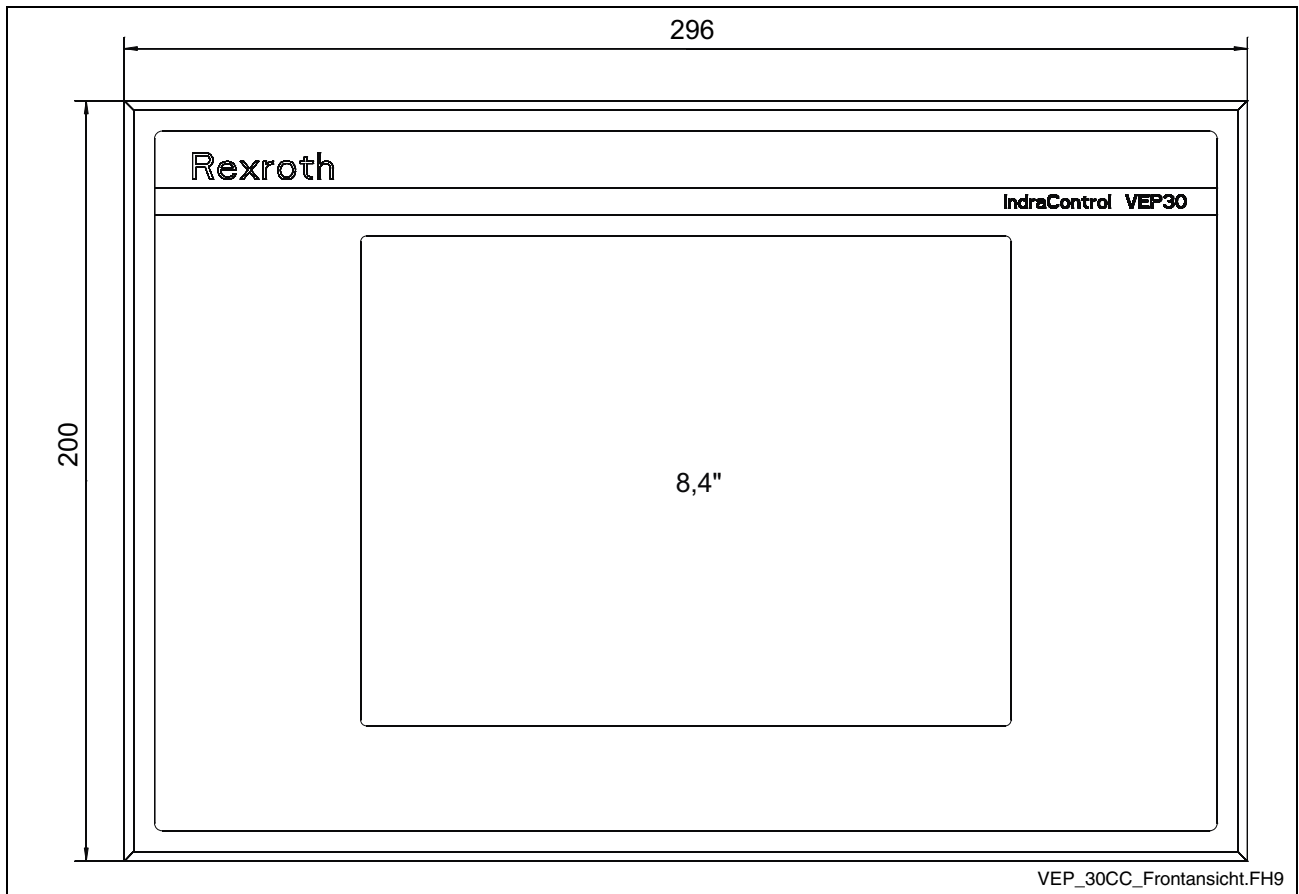 296
Rexroth
IndraControl VEP30
200
8,4"
VEP_30CC_Frontansicht.FH9